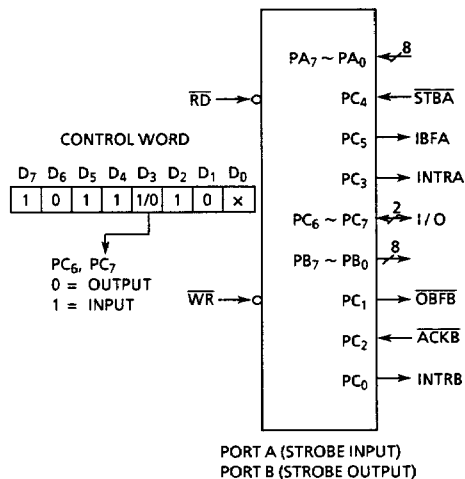 PA7 ~ PA0 8
RD PC4 STBA
CONTROL WORD PC5 IBFA
D7 D6 D5 D4 D3 D2 D1 D0 PC3 INTRA
1 0 1 1 1/0 1 0 × PC6 ~ PC7 2 I/O
PC6, PC7 PB7 ~ PB0 8
0 = OUTPUT
1 = INPUT WR PC1 OBFB
PC2 ACKB
PC0 INTRB
PORT A (STROBE INPUT)
PORT B (STROBE OUTPUT)